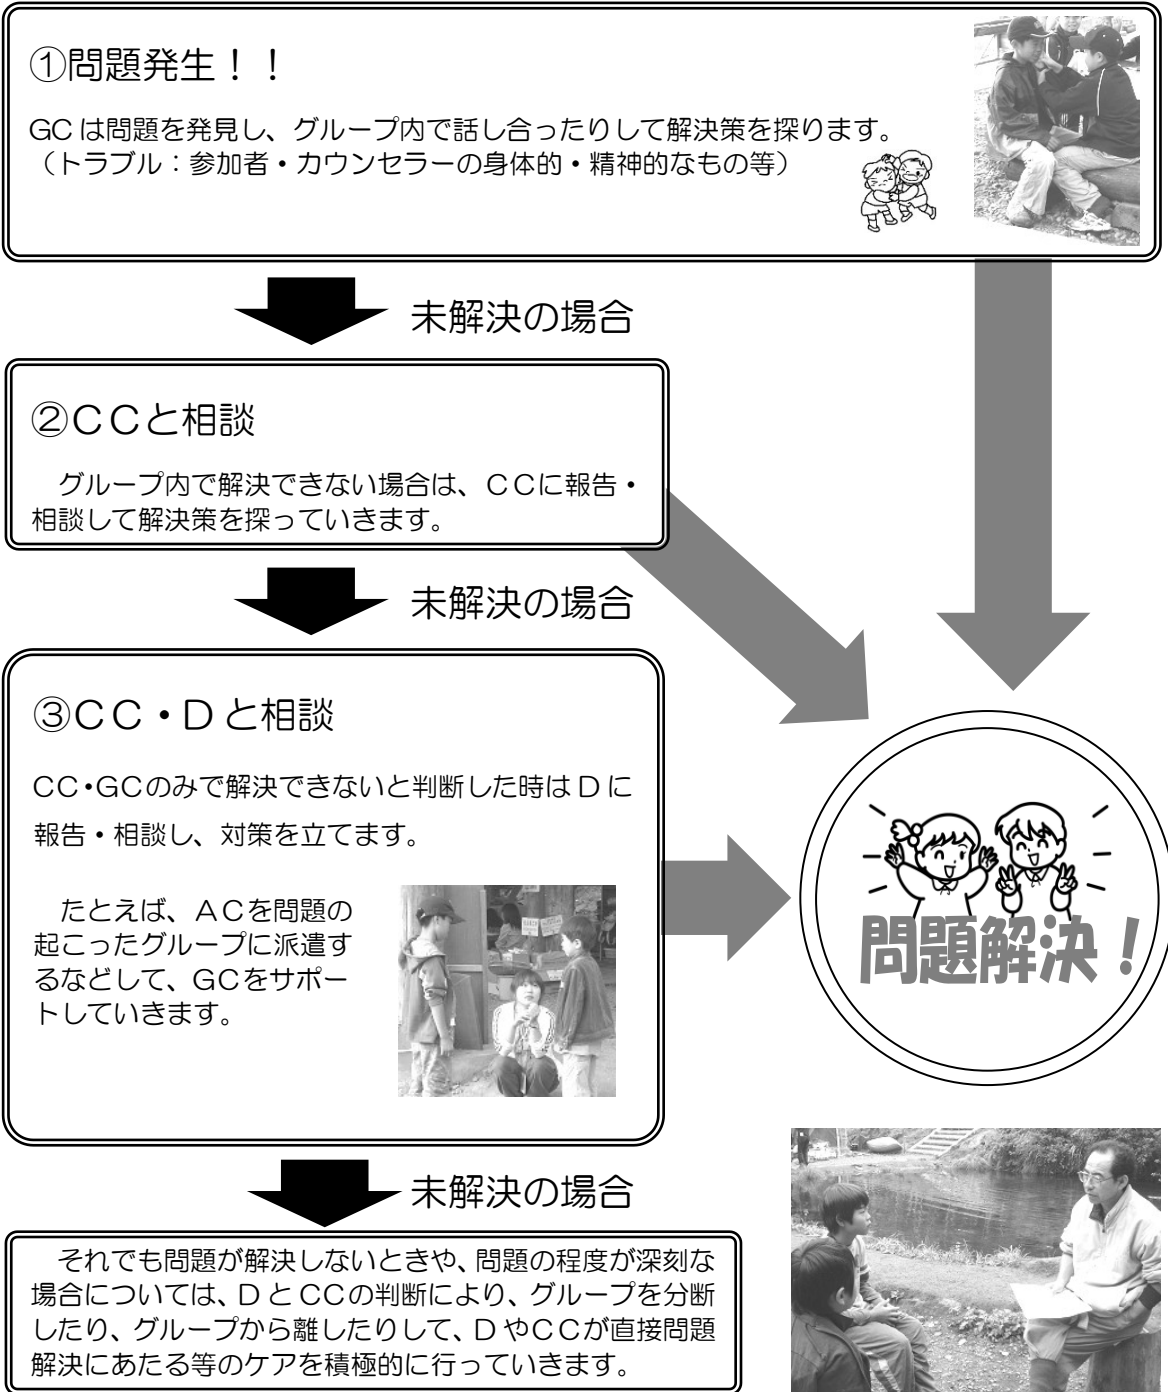 ①問題発生！！
GCは問題を発見し、グループ内で話し合ったりして解決策を探ります。
（トラブル：参加者・カウンセラーの身体的・精神的なもの等）
未解決の場合
②ＣＣと相談
　グループ内で解決できない場合は、ＣＣに報告・
相談して解決策を探っていきます。
未解決の場合
③ＣＣ・Ｄと相談
ＣＣ・ＧＣのみで解決できないと判断した時はＤに
報告・相談し、対策を立てます。
　たとえば、ＡＣを問題の
起こったグループに派遣す
るなどして、ＧＣをサポー
トしていきます。
問題解決！
未解決の場合
　それでも問題が解決しないときや、問題の程度が深刻な
場合については、ＤとＣＣの判断により、グループを分断
したり、グループから離したりして、ＤやＣＣが直接問題
解決にあたる等のケアを積極的に行っていきます。